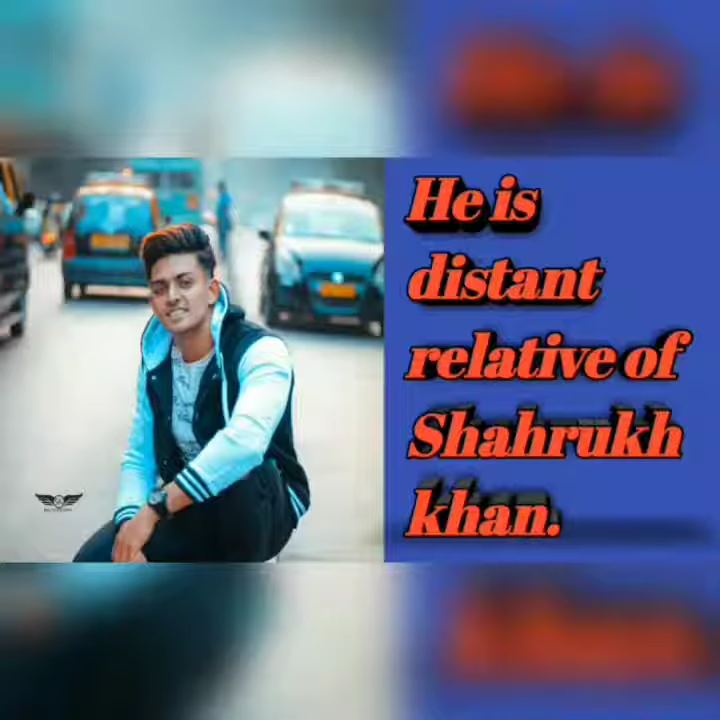 He is
distant
relative of
Shahrukh
khan.